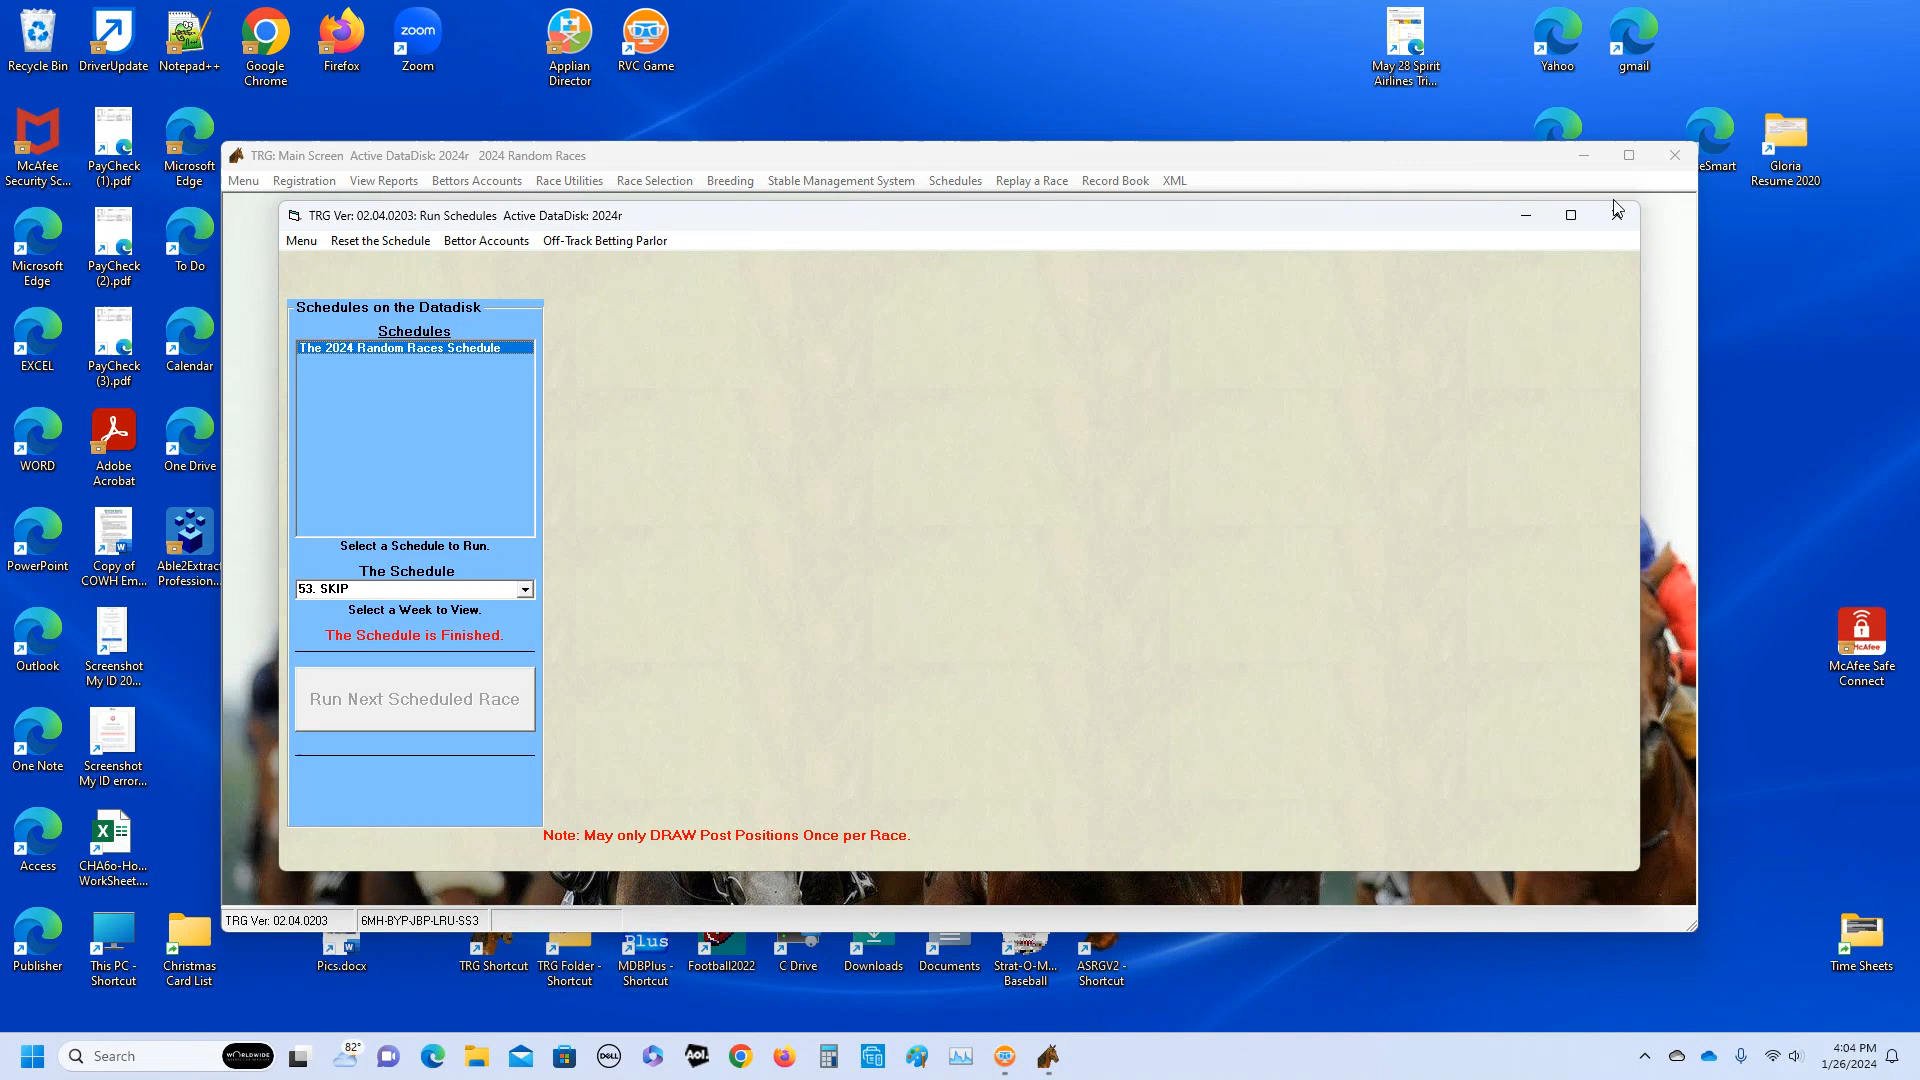 Recycle Bin
DriverUpdate
Notepad++
Google
Chrome
Firefox
zoom
Zoom
Applian
Director
RVC Game
May 28 Spirit
Airlines Tri...
Yahoo
gmail
McAfee
Security Sc...
PayCheck
(1).pdf
Microsoft
Edge
eSmart
Gloria
Resume 2020
TRG: Main Screen Active DataDisk: 2024r 2024 Random Races
Menu Registration View Reports Bettors Accounts Race Utilities Race Selection Breeding Stable Management System Schedules Replay a Race Record Book XML
TRG Ver: 02.04.0203: Run Schedules Active DataDisk: 2024r
Menu Reset the Schedule Bettor Accounts Off-Track Betting Parlor
Microsoft
Edge
PayCheck
(2).pdf
To Do
Schedules on the Datadisk
Schedules
The 2024 Random Races Schedule
EXCEL
PayCheck
(3).pdf
Calendar
WORD
Adobe
Acrobat
One Drive
Select a Schedule to Run.
The Schedule
53. SKIP
Select a Week to View.
The Schedule is Finished.
Run Next Scheduled Race
Note: May only DRAW Post Positions Once per Race.
PowerPoint
Copy of
COWH Em...
Able2Extract
Profession...
Outlook
Screenshot
My ID 20...
McAfee
McAfee Safe
Connect
One Note
Screenshot
My ID error...
Access
CHA6o-Ho...
WorkSheet....
TRG Ver: 02.04.0203
6MH-BYP-JBP-LRU-SS3
Publisher
This PC -
Shortcut
Christmas
Card List
Pics.docx
TRG Shortcut
TRG Folder -
Shortcut
Plus
MDBPlus -
Shortcut
Football2022
C Drive
Downloads
Documents
Strat-O-M...
Baseball
ASRGV2 -
Shortcut
Time Sheets
Search
WORLDWIDE
82°
DELL
Aol.
4:04 PM
1/26/2024